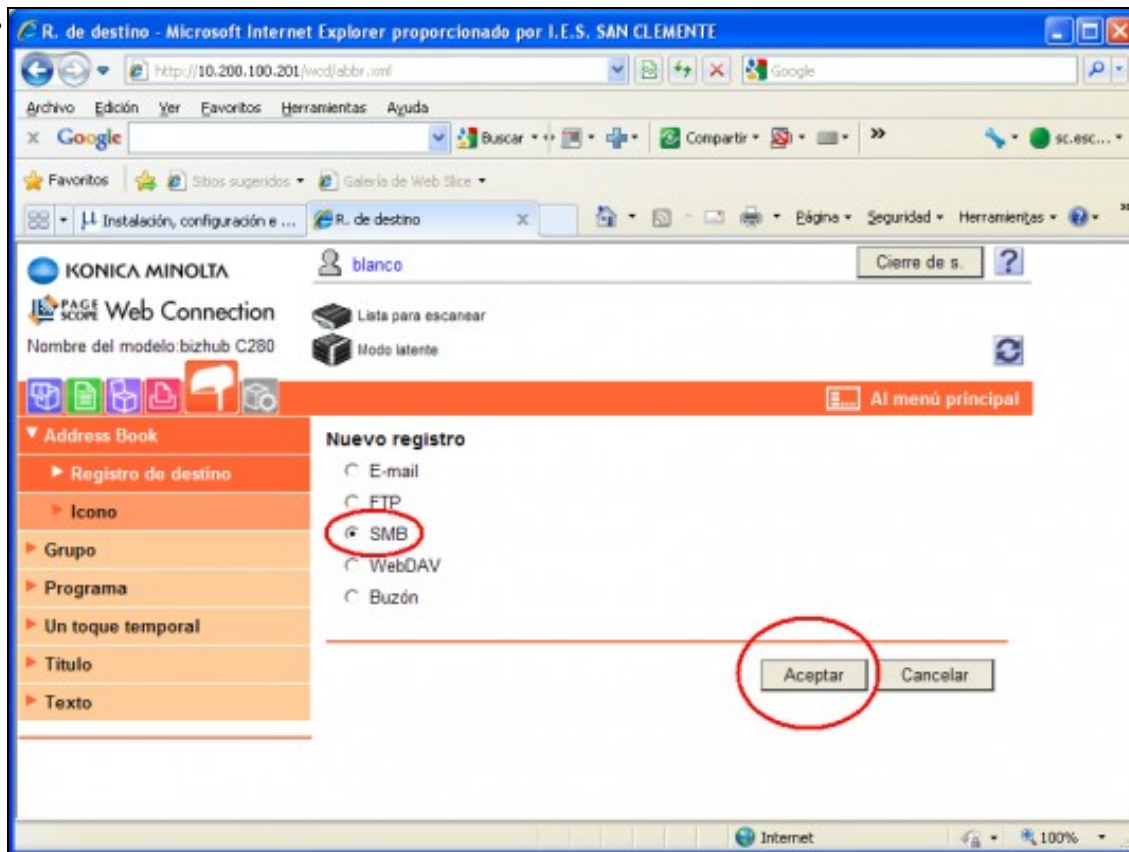 R. de destino - Microsoft Internet Explorer proporcionado por I.E.S. SAN CLEMENTE
http://10.200.100.201/wcd/abbr.xml
Google
Archivo Edición Ver Favoritos Herramientas Ayuda
x Google Buscar Compartir » sc.esc...
Favoritos Sitios sugeridos Galería de Web Slice
Instalación, configuración e ... R. de destino x Página Seguridad Herramientas »
KONICA MINOLTA blanco Cierre de s. ?
PAGE SCOPE Web Connection Lista para escanear
Nombre del modelo:bizhub C280 Modo latente
Al menú principal
Address Book
Registro de destino
Icono
Grupo
Programa
Un toque temporal
Título
Texto
Nuevo registro
E-mail
FTP
SMB
WebDAV
Buzón
Aceptar Cancelar
Internet 100%